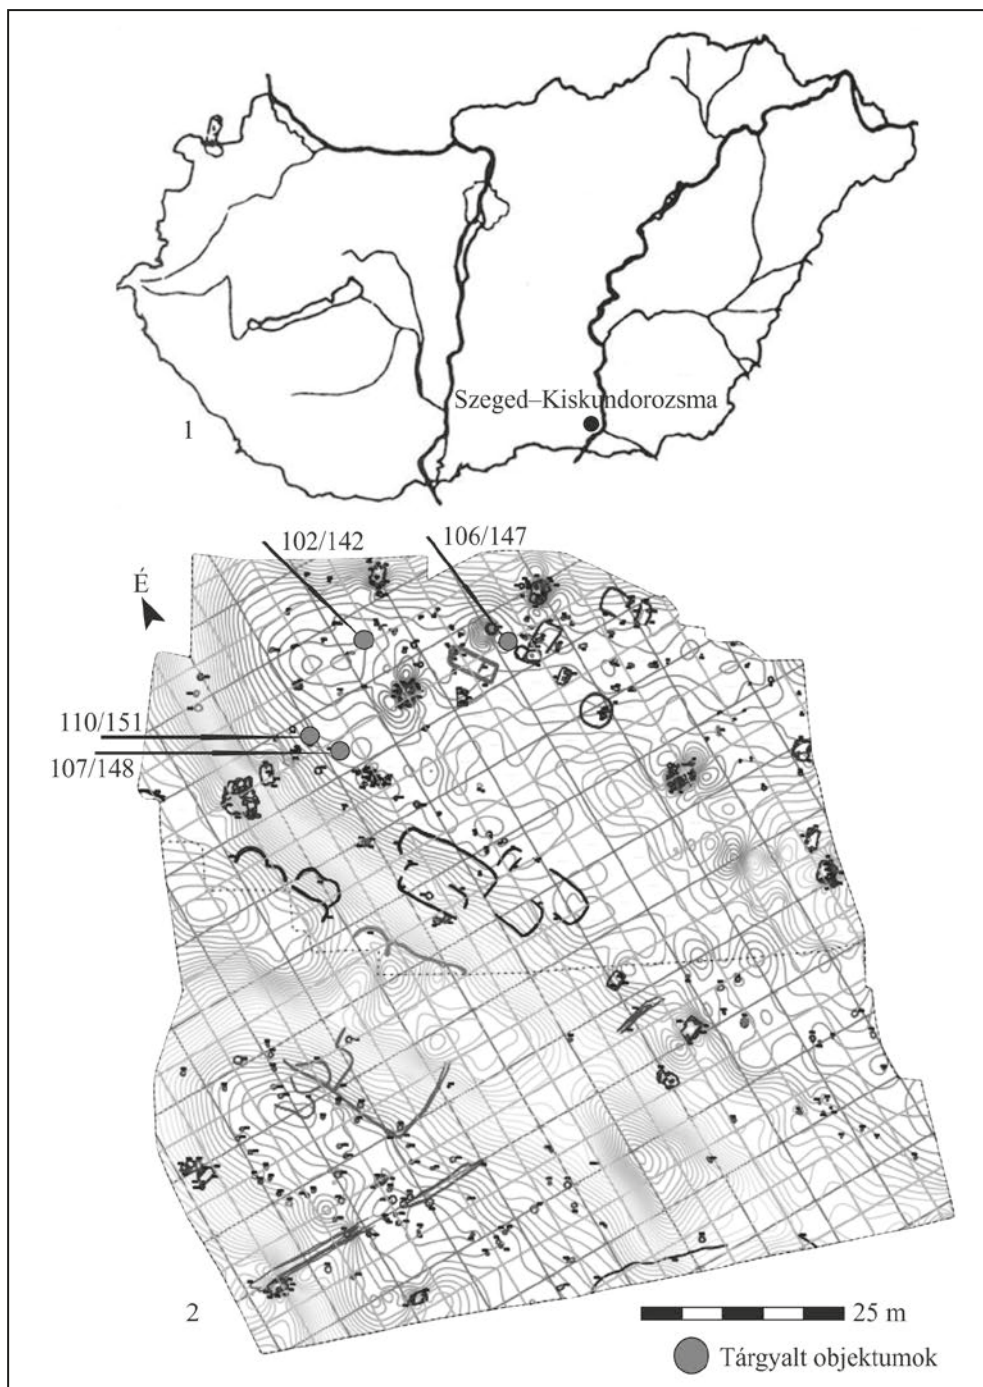 Szeged–Kiskundorozsma
1
102/142
106/147
É
110/151
107/148
2
25 m
Tárgyalt objektumok